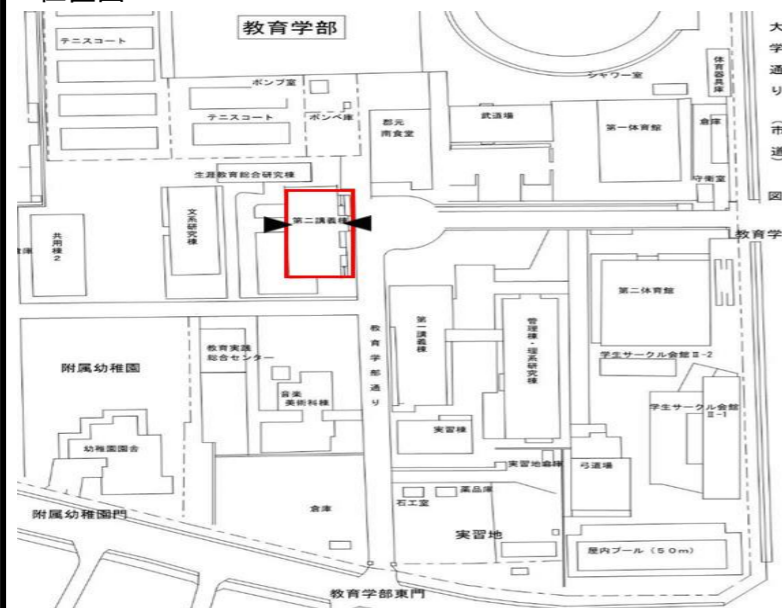 教育学部
テニスコート
ポンプ室
テニスコート
ボンベ庫
シャワー室
体育器具庫
大学通り（市道）
郡元
南食堂
武道場
第一体育館
倉庫
守衛室
生涯教育総合研究棟
共用棟2
文系研究棟
第二講義棟
教育学
第二体育館
附属幼稚園
教育実践
総合センター
音楽
美術科棟
教育学部通り
第一講義棟
管理棟・理系研究棟
学生サークル会館Ⅱ-2
学生サークル会館
Ⅱ-1
幼稚園園舎
実習棟
実習地倉庫
弓道場
附属幼稚園門
倉庫
石工室
薬品庫
実習地
屋内プール（50m）
教育学部東門